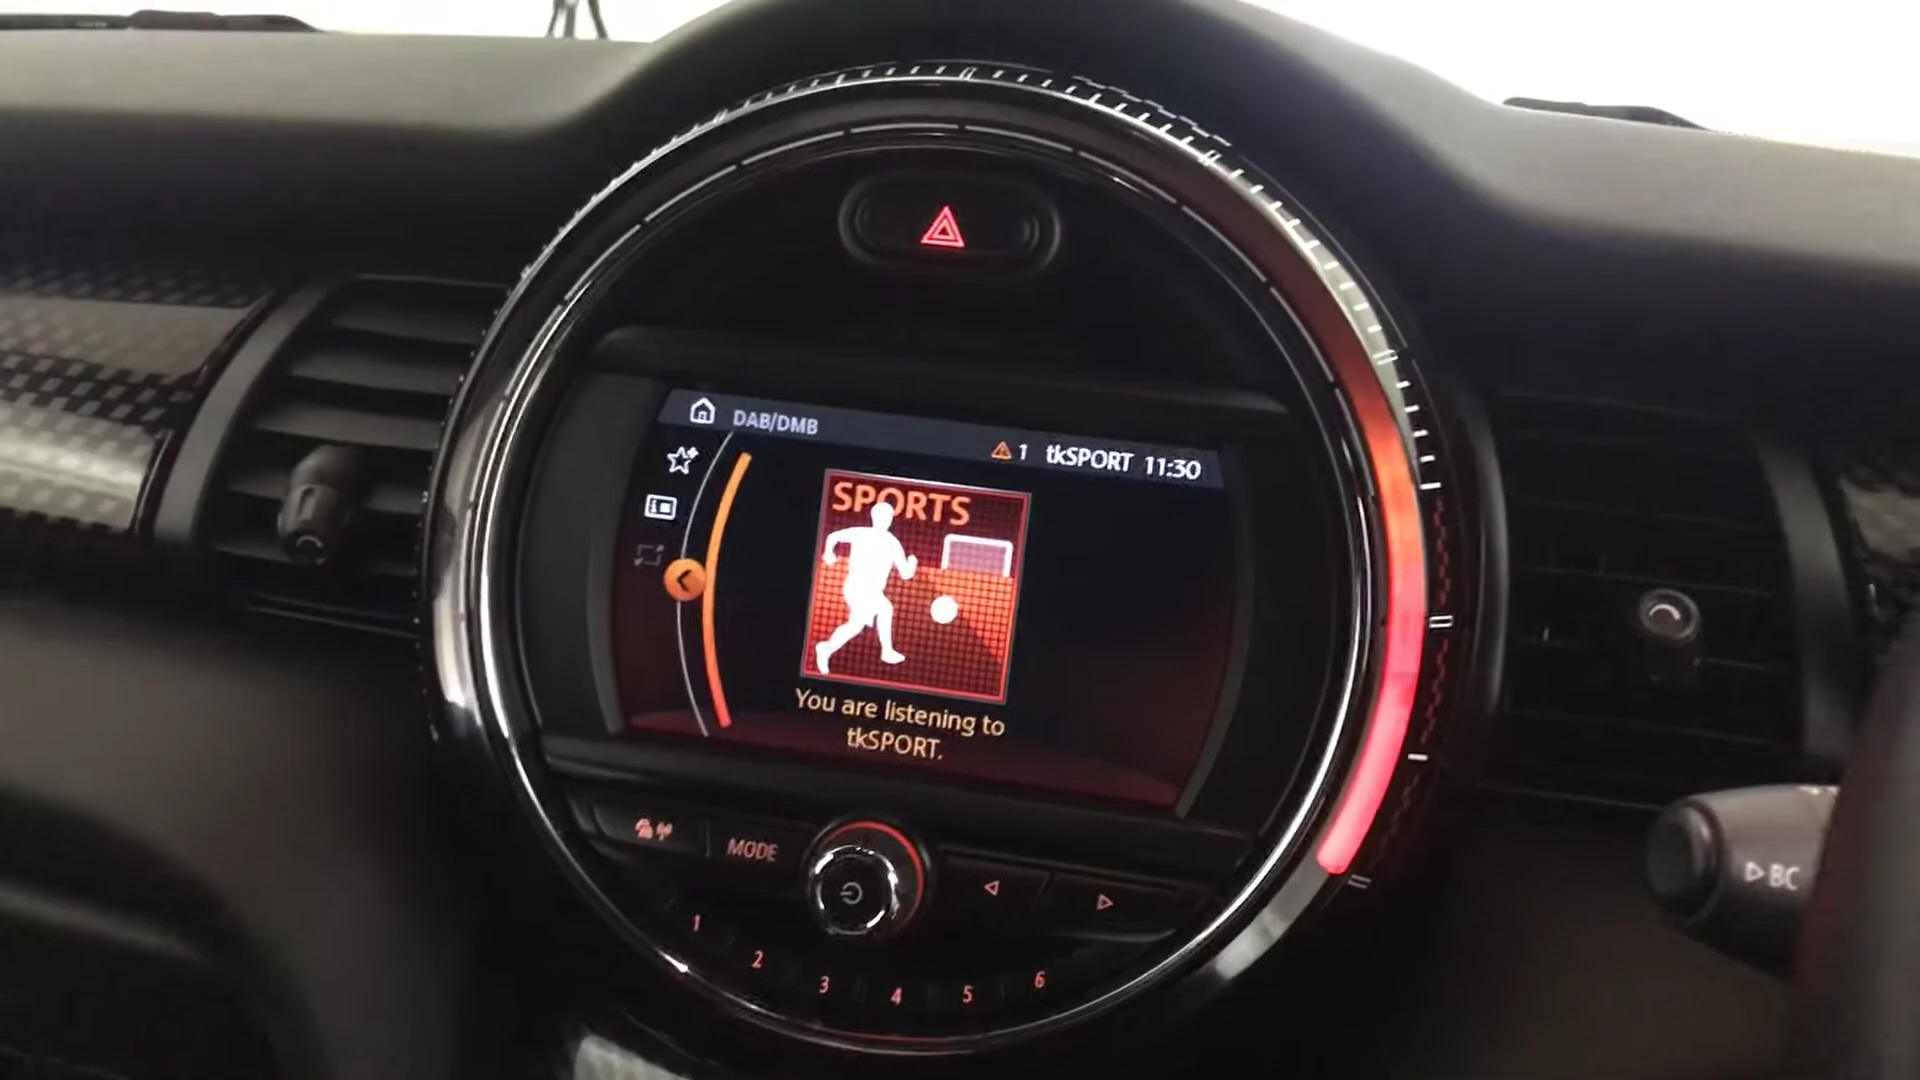 DAB/DMB
1 tkSPORT 11:30
SPORTS
You are listening to
tkSPORT.
MODE
1
2
3
4
5
6
BC